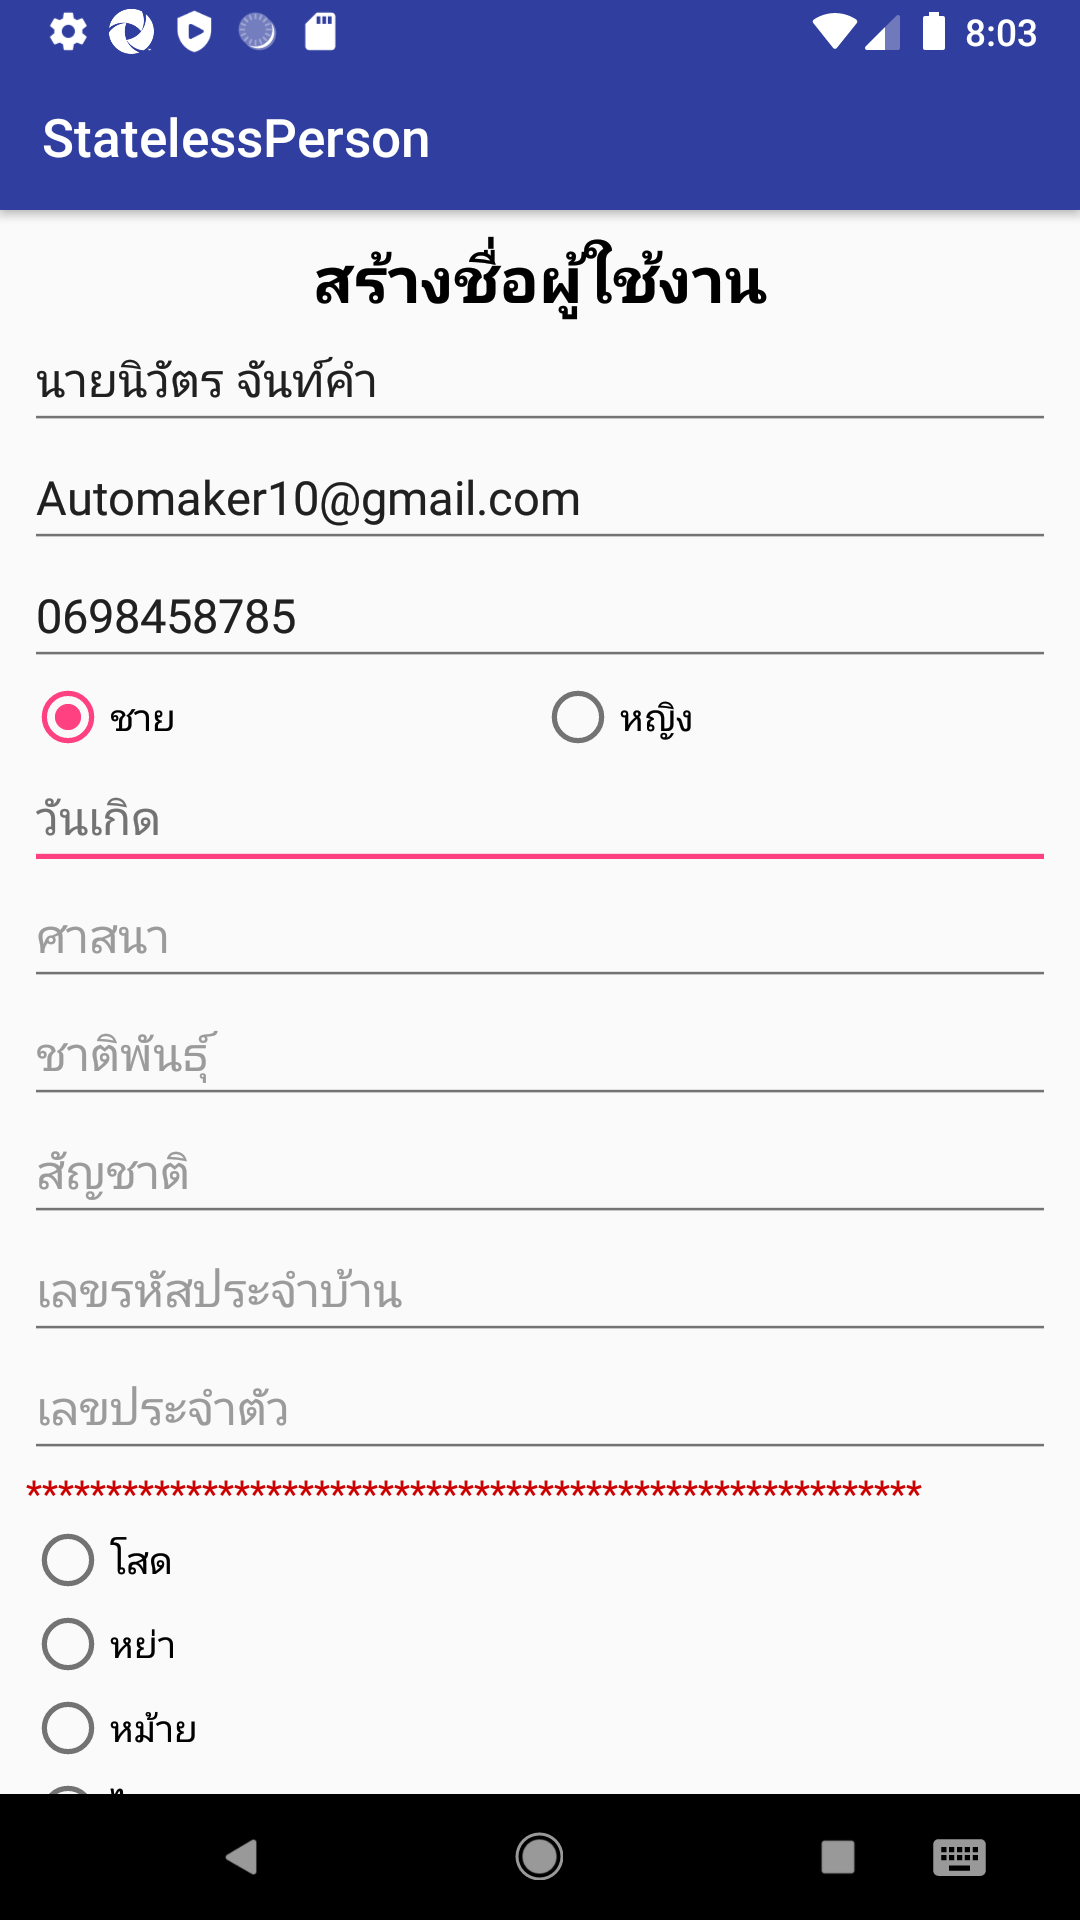 8:03
StatelessPerson
สร้างชื่อผู้ใช้งาน
นายนิวัตร จันท์คำ
Automaker10@gmail.com
0698458785
ชาย หญิง
วันเกิด
ศาสนา
ชาติพันธุ์
สัญชาติ
เลขรหัสประจำบ้าน
เลขประจำตัว
********************************************************
โสด
หย่า
หม้าย